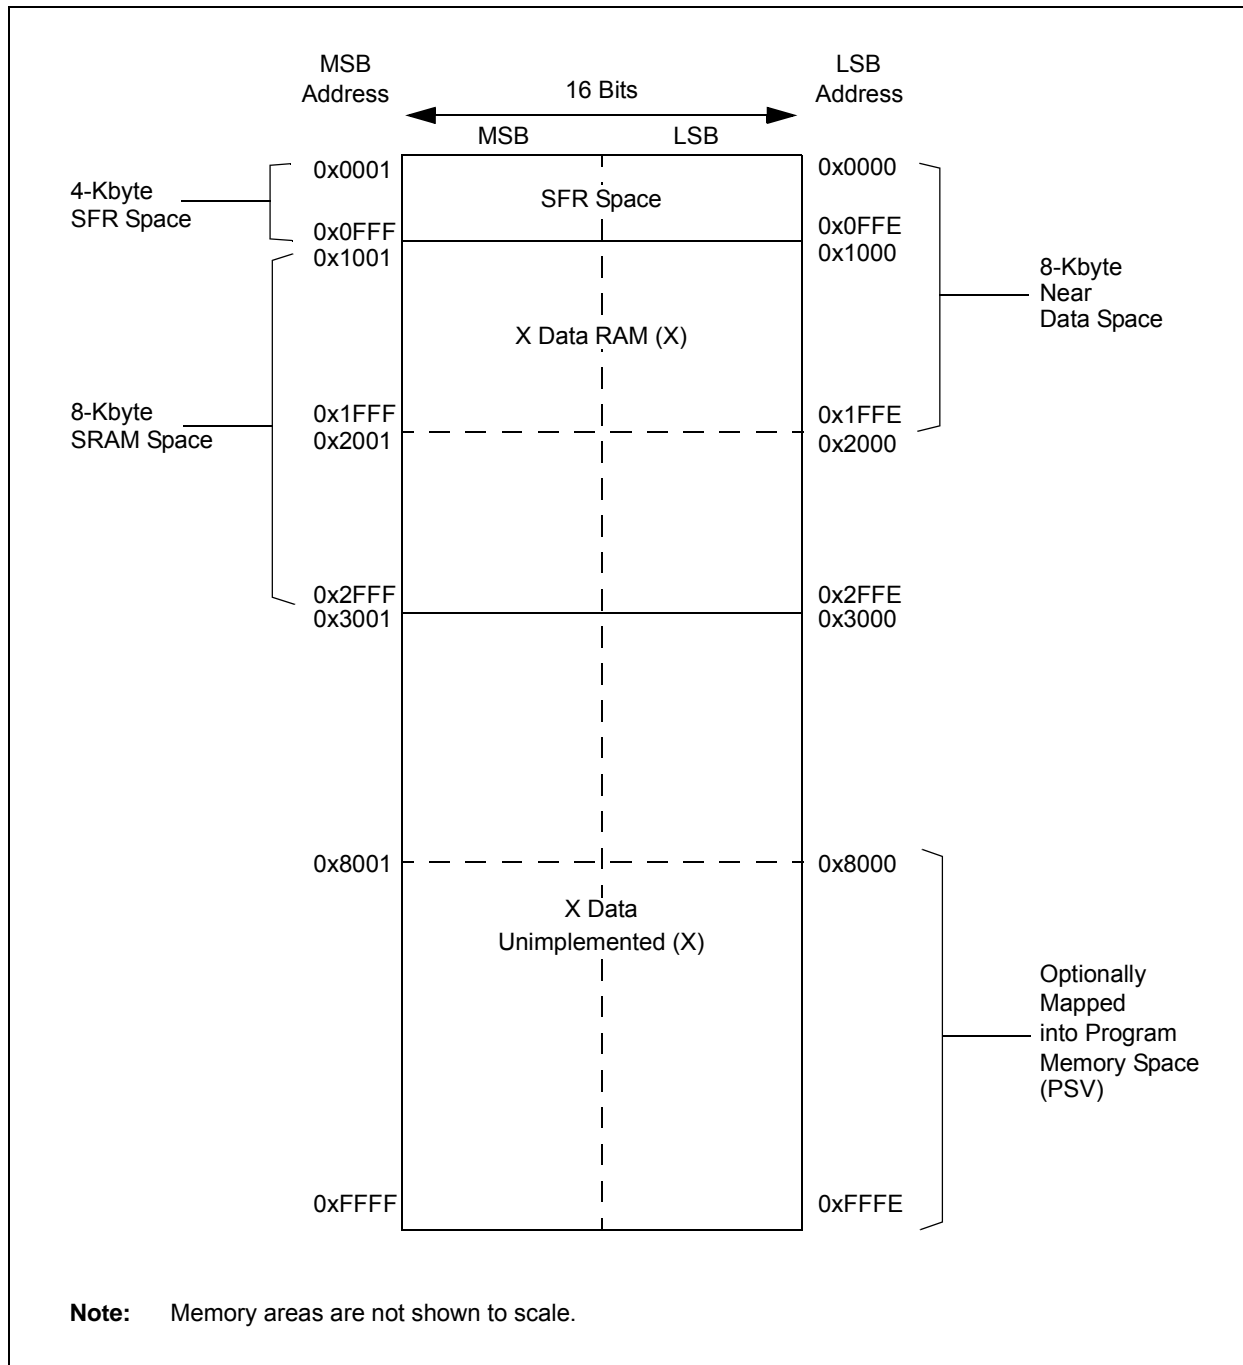 MSB
Address
LSB
Address
16 Bits
MSB
LSB
0x0001
0x0000
4-Kbyte
SFR Space
SFR Space
0x0FFF
0x0FFE
0x1001
0x1000
8-Kbyte
Near
Data Space
X Data RAM (X)
8-Kbyte
SRAM Space
0x1FFF
0x1FFE
0x2001
0x2000
0x2FFF
0x2FFE
0x3001
0x3000
0x8001
0x8000
X Data
Unimplemented (X)
Optionally
Mapped
into Program
Memory Space
(PSV)
0xFFFF
0xFFFE
Note: Memory areas are not shown to scale.